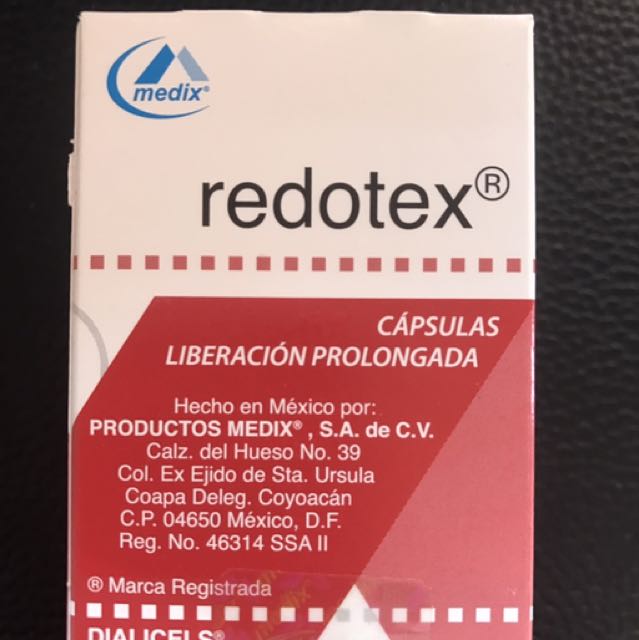 medix®
redotex®
CÁPSULAS
LIBERACIÓN PROLONGADA
Hecho en México por:
PRODUCTOS MEDIX®, S.A. de C.V.
Calz. del Hueso No. 39
Col. Ex Ejido de Sta. Ursula
Coapa Deleg. Coyoacán
C.P. 04650 México, D.F.
Reg. No. 46314 SSA II
® Marca Registrada
medix
DIALICELS®